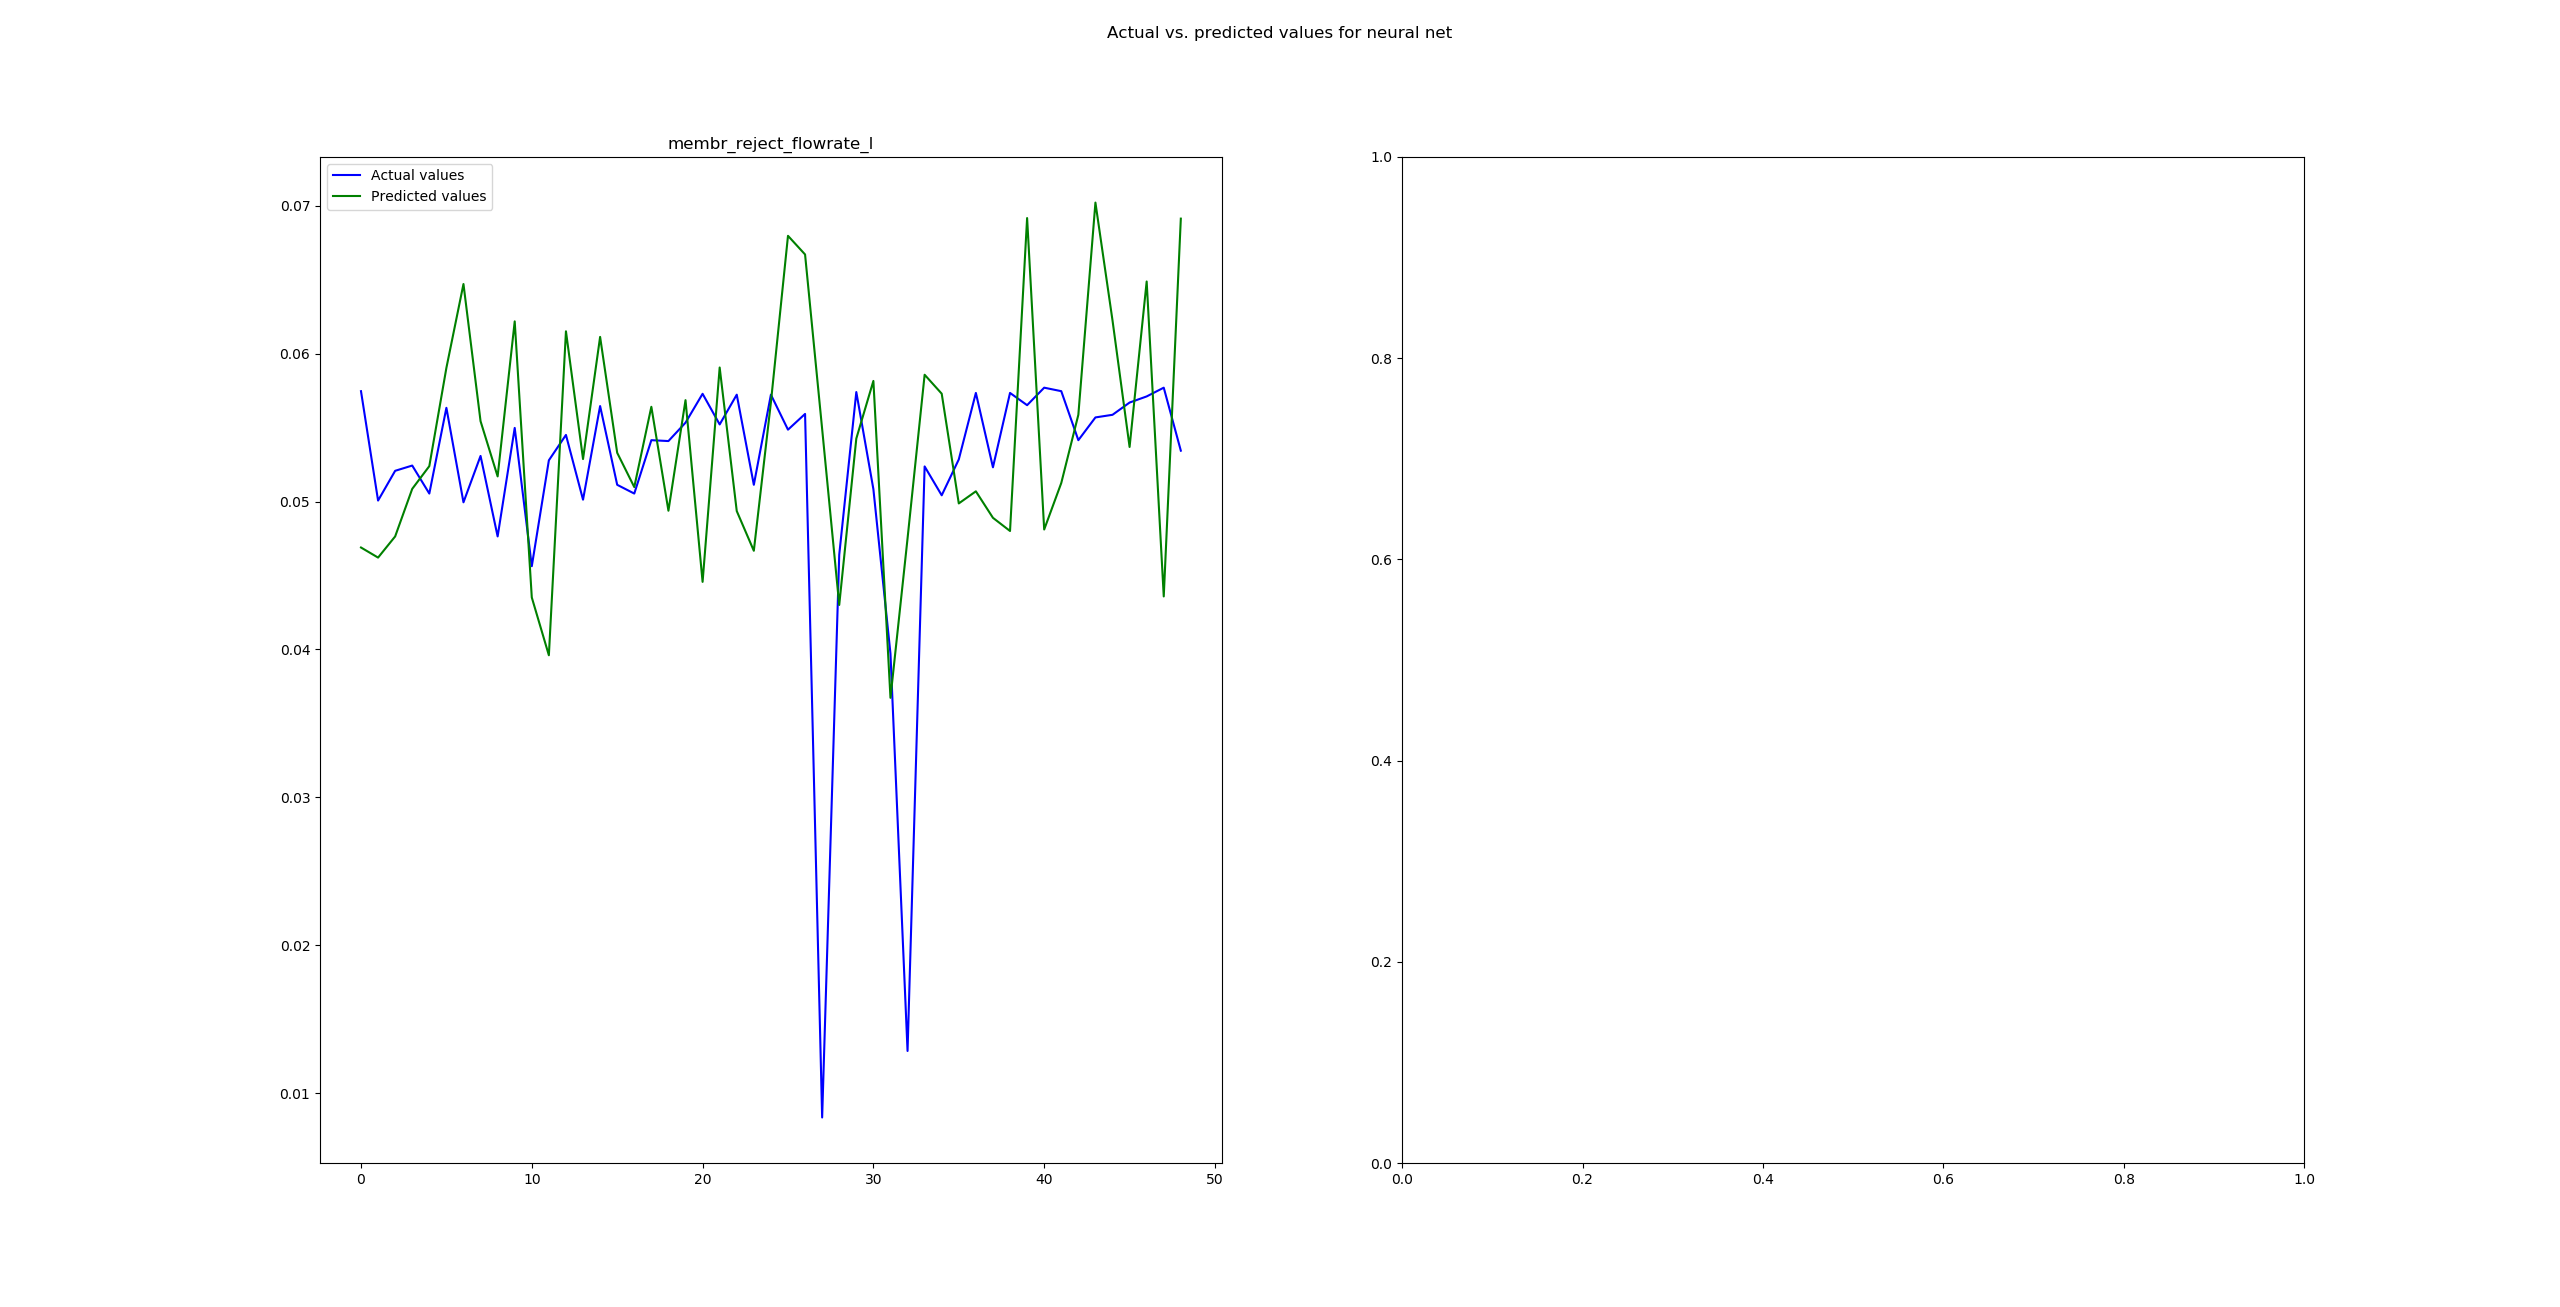 Actual vs. predicted values for neural net
membr_reject_flowrate_l
Actual values
Predicted values
0.07
0.06
0.05
0.04
0.03
0.02
0.01
0 10 20 30 40 50
1.0
0.8
0.6
0.4
0.2
0.0
0.0 0.2 0.4 0.6 0.8 1.0